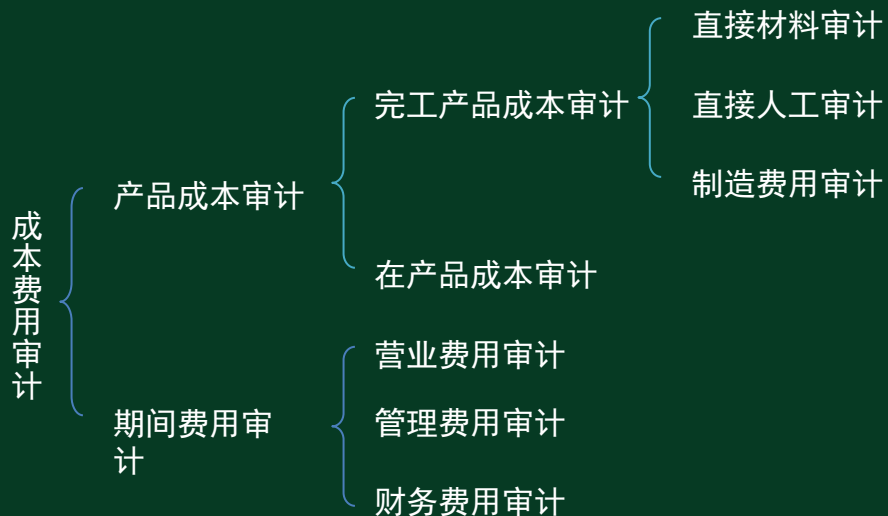 成本费用审计
产品成本审计
完工产品成本审计
直接材料审计
直接人工审计
制造费用审计
在产品成本审计
期间费用审
计
营业费用审计
管理费用审计
财务费用审计